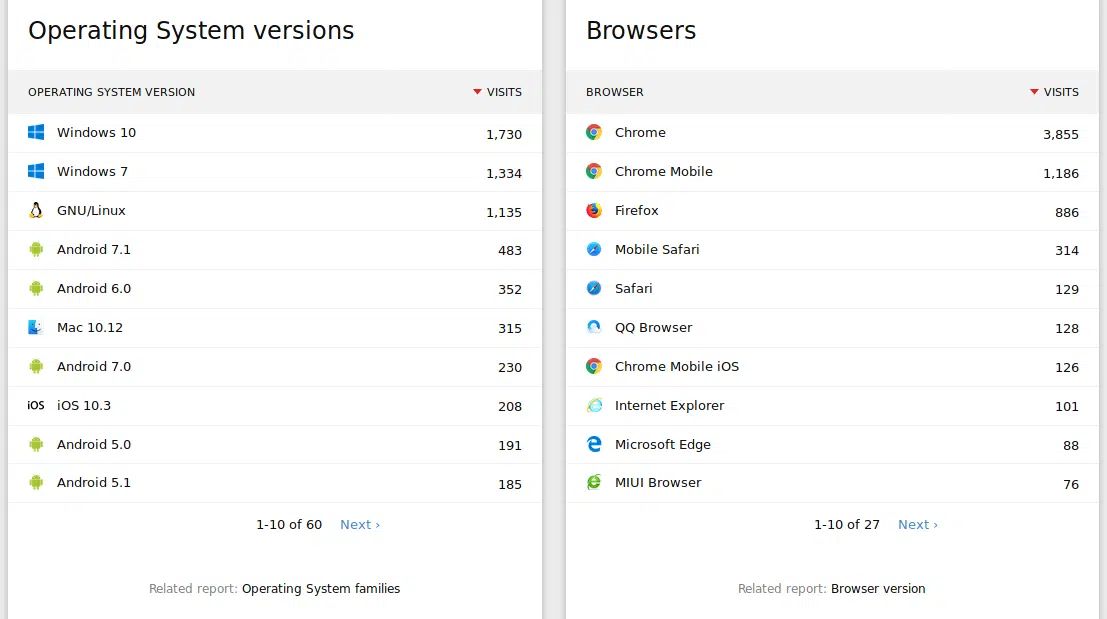 Operating System versions
OPERATING SYSTEM VERSION VISITS
Windows 10 1,730
Windows 7 1,334
GNU/Linux 1,135
Android 7.1 483
Android 6.0 352
Mac 10.12 315
Android 7.0 230
iOS iOS 10.3 208
Android 5.0 191
Android 5.1 185
1-10 of 60 Next ›
Related report: Operating System families
Browsers
BROWSER VISITS
Chrome 3,855
Chrome Mobile 1,186
Firefox 886
Mobile Safari 314
Safari 129
QQ Browser 128
Chrome Mobile iOS 126
Internet Explorer 101
Microsoft Edge 88
MIUI Browser 76
1-10 of 27 Next ›
Related report: Browser version